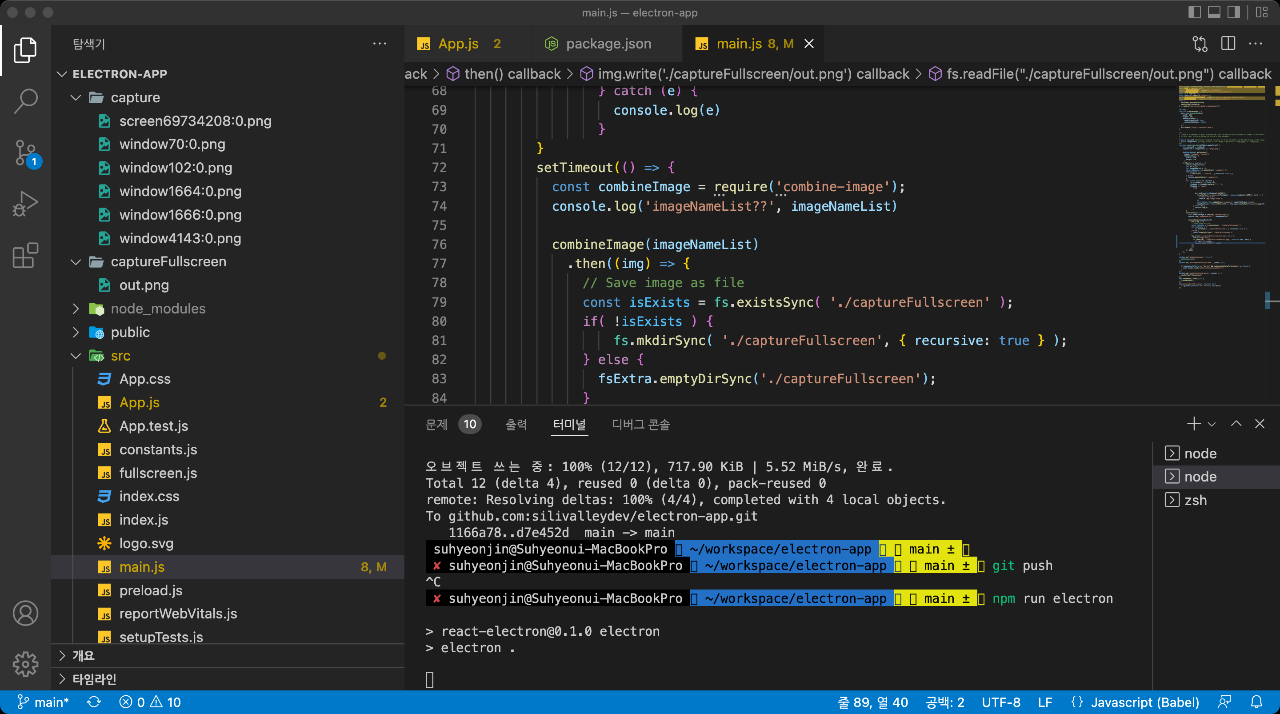 main.js — electron-app
탐색기
ELECTRON-APP
capture
screen69734208:0.png
window70:0.png
window102:0.png
window1664:0.png
window1666:0.png
window4143:0.png
captureFullscreen
out.png
node_modules
public
src
App.css
App.js 2
App.test.js
constants.js
fullscreen.js
index.css
index.js
logo.svg
main.js 8, M
preload.js
reportWebVitals.js
setupTests.js
개요
타임라인
App.js 2
package.json
main.js 8, M
ack > then() callback > img.write('./captureFullscreen/out.png') callback > fs.readFile("./captureFullscreen/out.png") callback
68 } catch (e) {
69 console.log(e)
70 }
71 }
72 setTimeout(() => {
73 const combineImage = require('combine-image');
74 console.log('imageNameList??', imageNameList)
75
76 combineImage(imageNameList)
77 .then((img) => {
78 // Save image as file
79 const isExists = fs.existsSync( './captureFullscreen' );
80 if( !isExists ) {
81 fs.mkdirSync( './captureFullscreen', { recursive: true } );
82 } else {
83 fsExtra.emptyDirSync('./captureFullscreen');
84 }
문제 10 출력 터미널 디버그 콘솔
오브젝트 쓰는 중: 100% (12/12), 717.90 KiB | 5.52 MiB/s, 완료.
Total 12 (delta 4), reused 0 (delta 0), pack-reused 0
remote: Resolving deltas: 100% (4/4), completed with 4 local objects.
To github.com:silivalleydev/electron-app.git
1166a78..d7e452d main -> main
suhyeonjin@Suhyeonui-MacBookPro ~/workspace/electron-app main ±
✘ suhyeonjin@Suhyeonui-MacBookPro ~/workspace/electron-app main ± git push
^C
✘ suhyeonjin@Suhyeonui-MacBookPro ~/workspace/electron-app main ± npm run electron
> react-electron@0.1.0 electron
> electron .
node
node
zsh
1
main* 0 10 줄 89, 열 40 공백: 2 UTF-8 LF {} Javascript (Babel)